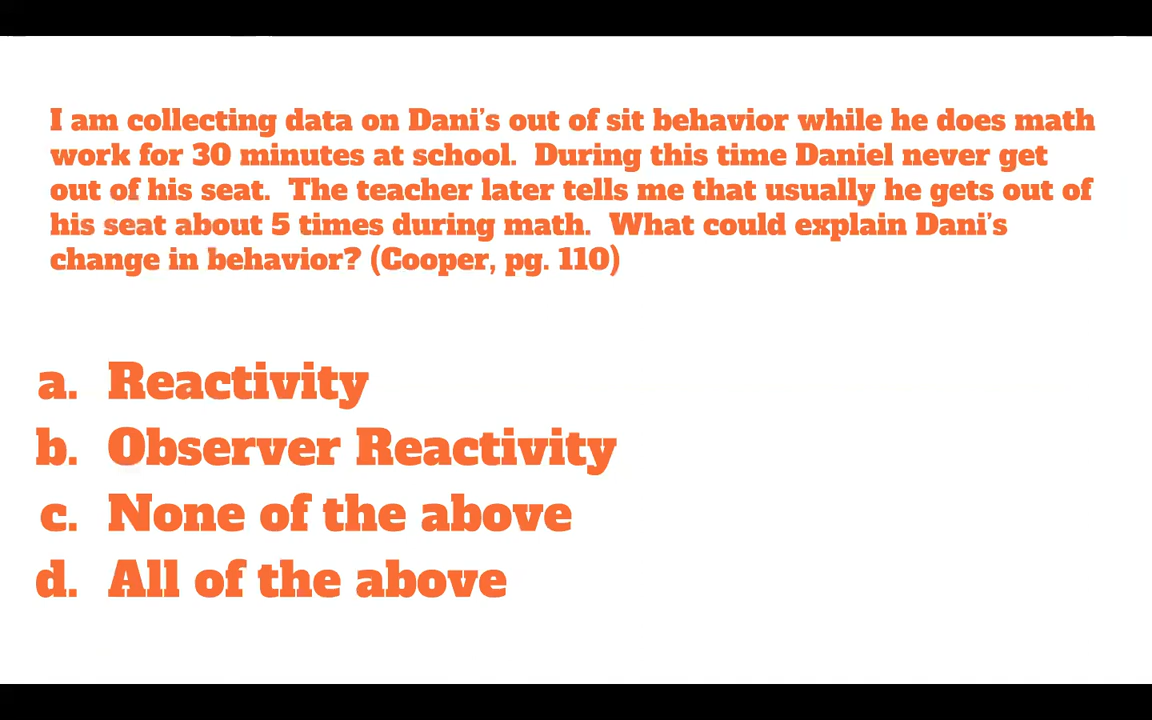 I am collecting data on Dani’s out of sit behavior while he does math
work for 30 minutes at school.  During this time Daniel never get
out of his seat.  The teacher later tells me that usually he gets out of
his seat about 5 times during math.  What could explain Dani’s
change in behavior? (Cooper, pg. 110)
a. Reactivity
b. Observer Reactivity
c. None of the above
d. All of the above